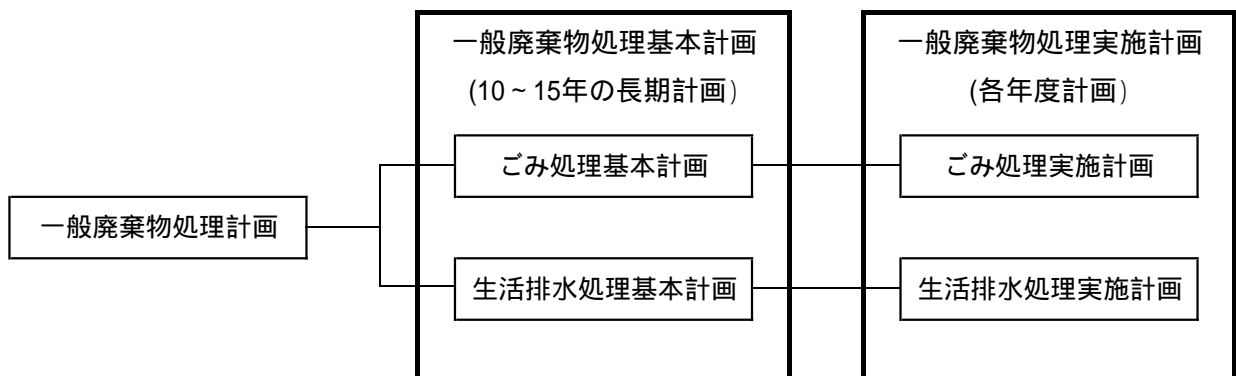 一般廃棄物処理基本計画
(10~15年の長期計画)
ごみ処理基本計画
生活排水処理基本計画
一般廃棄物処理実施計画
(各年度計画)
ごみ処理実施計画
生活排水処理実施計画
一般廃棄物処理計画